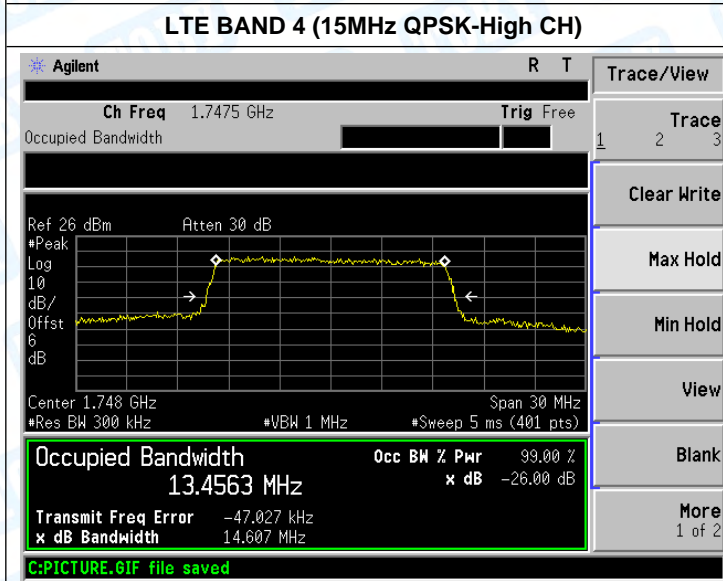 LTE BAND 4 (15MHz QPSK-High CH)
Agilent R T
Trace/View
Ch Freq 1.7475 GHz Trig Free
Occupied Bandwidth
Trace
1 2 3
Clear Write
Ref 26 dBm Atten 30 dB
#Peak
Log
10
dB/
Offst
6
dB
Max Hold
Min Hold
View
Center 1.748 GHz Span 30 MHz
#Res BW 300 kHz #VBW 1 MHz #Sweep 5 ms (401 pts)
Occupied Bandwidth
13.4563 MHz
Occ BW % Pwr 99.00 %
x dB -26.00 dB
Blank
Transmit Freq Error -47.027 kHz
x dB Bandwidth 14.607 MHz
More
1 of 2
C:PICTURE.GIF file saved